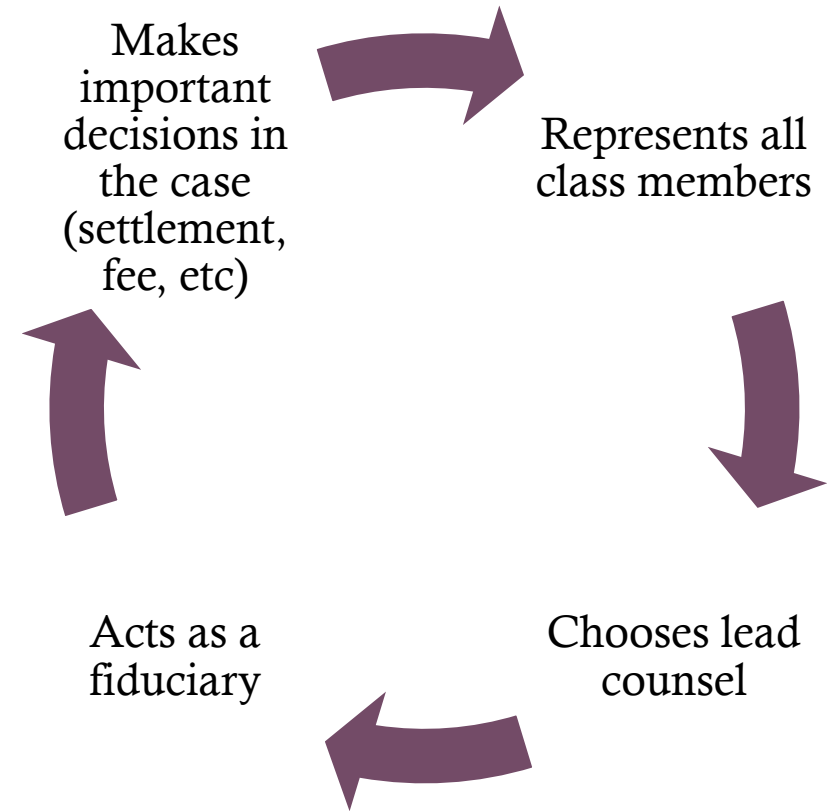 Makes
important
decisions in
the case
(settlement,
fee, etc)
Represents all
class members
Chooses lead
counsel
Acts as a
fiduciary